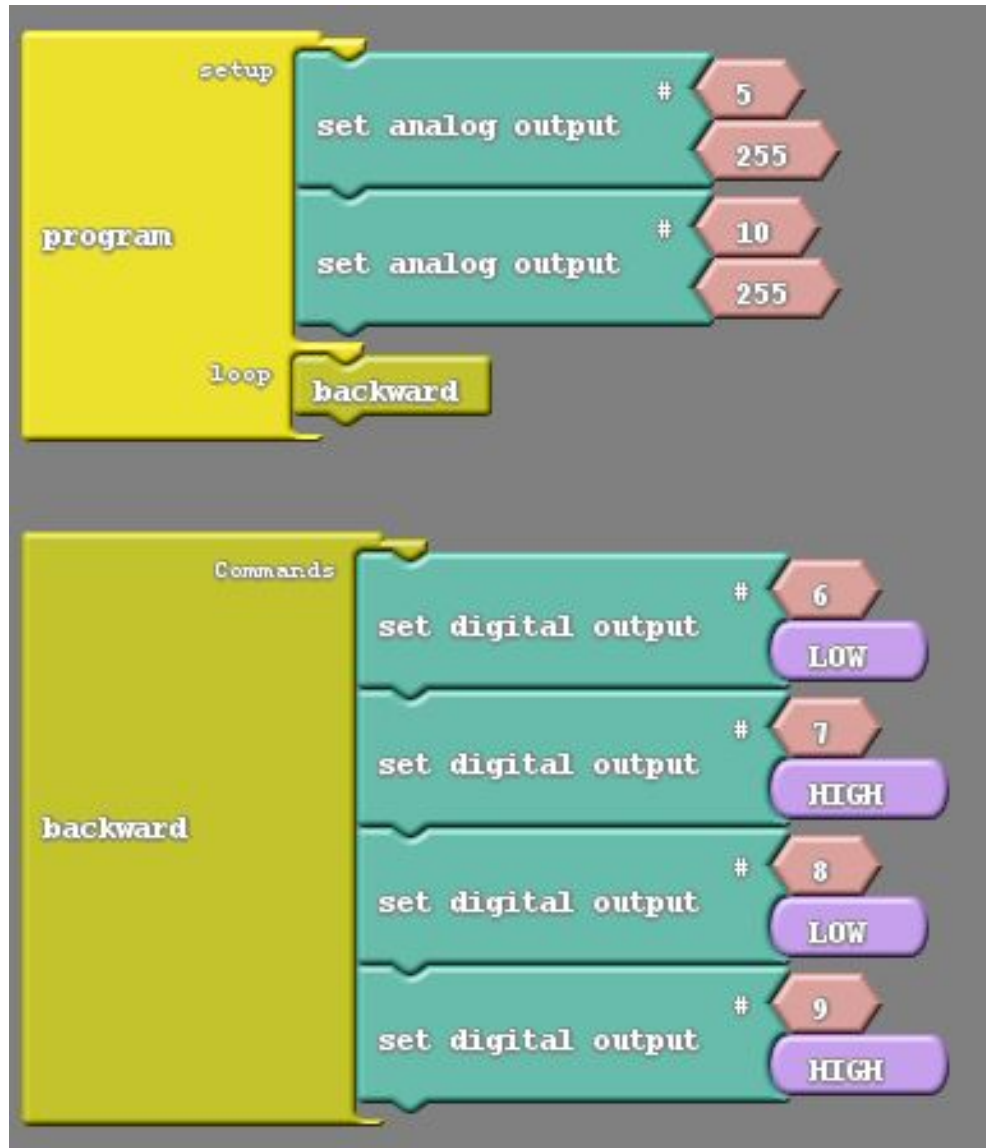 setup
program
set analog output # 5
255
set analog output # 10
255
loop
backward
Commands
backward
set digital output # 6
LOW
set digital output # 7
HIGH
set digital output # 8
LOW
set digital output # 9
HIGH